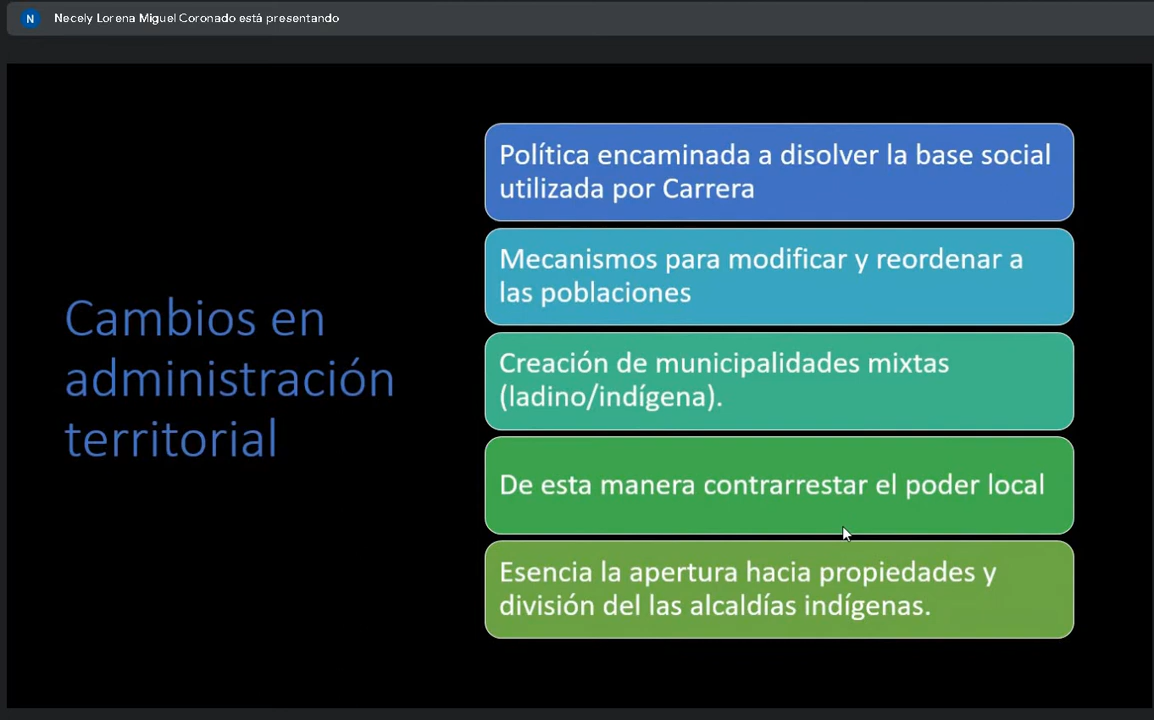 N
Necely Lorena Miguel Coronado está presentando
Cambios en
administración
territorial
Política encaminada a disolver la base social
utilizada por Carrera
Mecanismos para modificar y reordenar a
las poblaciones
Creación de municipalidades mixtas
(ladino/indígena).
De esta manera contrarrestar el poder local
Esencia la apertura hacia propiedades y
división del las alcaldías indígenas.